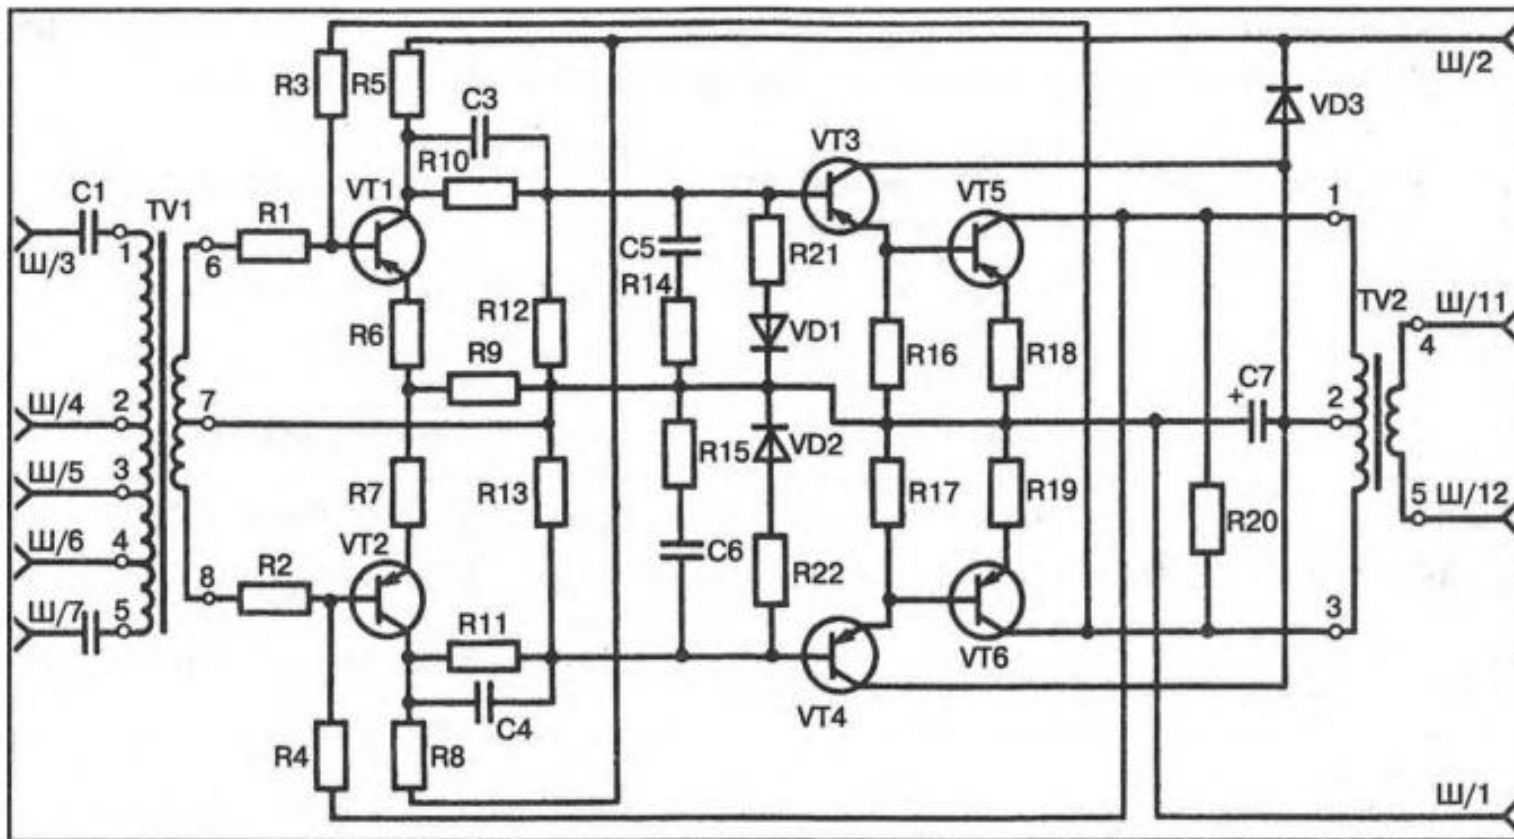 Ш/2
R3
R5
C3
VD3
R10
VT3
C1
TV1
R1
VT1
VT5
1
1
6
Ш/3
C5
R21
R14
R6
R12
VD1
TV2
Ш/11
R9
R16
R18
4
C7
Ш/4
2
7
+
2
VD2
R15
Ш/5
3
R7
R13
R17
R19
5
Ш/12
R20
Ш/6
4
VT2
C6
8
R2
R22
Ш/7
5
3
R11
VT6
VT4
C4
R4
R8
Ш/1